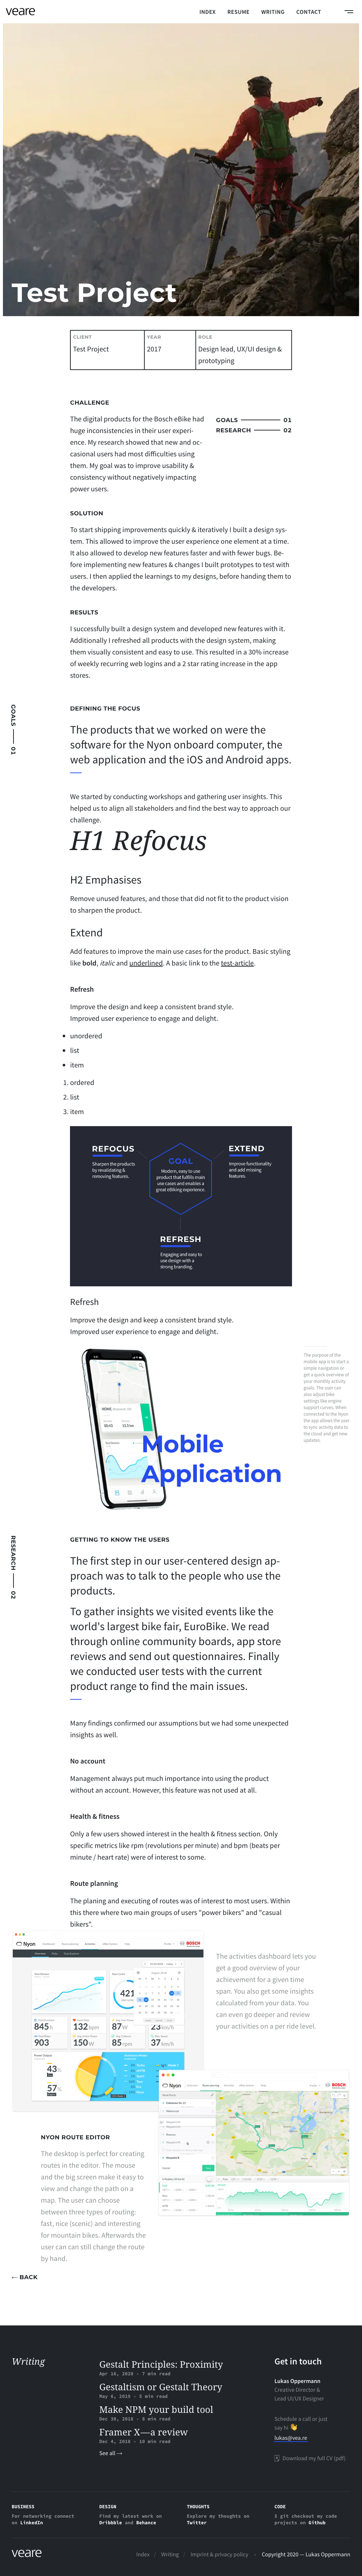 veare
INDEX RESUME WRITING CONTACT
Test Project
CLIENT
Test Project
YEAR
2017
ROLE
Design lead, UX/UI design &
prototyping
CHALLENGE
The digital products for the Bosch eBike had
huge inconsistencies in their user experi-
ence. My research showed that new and oc-
casional users had most difficulties using
them. My goal was to improve usability &
consistency without negatively impacting
power users.
GOALS 01
RESEARCH 02
SOLUTION
To start shipping improvements quickly & iteratively I built a design sys-
tem. This allowed to improve the user experience one element at a time.
It also allowed to develop new features faster and with fewer bugs. Be-
fore implementing new features & changes I built prototypes to test with
users. I then applied the learnings to my designs, before handing them to
the developers.
RESULTS
I successfully built a design system and developed new features with it.
Additionally I refreshed all products with the design system, making
them visually consistent and easy to use. This resulted in a 30% increase
of weekly recurring web logins and a 2 star rating increase in the app
stores.
GOALS 01
DEFINING THE FOCUS
The products that we worked on were the
software for the Nyon onboard computer, the
web application and the iOS and Android apps.
We started by conducting workshops and gathering user insights. This
helped us to align all stakeholders and find the best way to approach our
challenge.
H1 Refocus
H2 Emphasises
Remove unused features, and those that did not fit to the product vision
to sharpen the product.
Extend
Add features to improve the main use cases for the product. Basic styling
like bold, italic and underlined. A basic link to the test-article.
Refresh
Improve the design and keep a consistent brand style.
Improved user experience to engage and delight.
• unordered
• list
• item
1. ordered
2. list
3. item
REFOCUS
Sharpen the products
by revalidating &
removing features.
GOAL
Modern, easy to use
product that fulfills main
use cases and enables a
great eBiking experience.
EXTEND
Improve functionality
and add missing
features.
REFRESH
Engaging and easy to
use design with a
strong branding.
Refresh
Improve the design and keep a consistent brand style.
Improved user experience to engage and delight.
Mobile
Application
The purpose of the
mobile app is to start a
simple navigation or
get a quick overview of
your monthly activity
goals. The user can
also adjust bike
settings like engine
support curves. When
connected to the Nyon
the app allows the user
to sync activity data to
the cloud and get new
updates.
RESEARCH 02
GETTING TO KNOW THE USERS
The first step in our user-centered design ap-
proach was to talk to the people who use the
products.
To gather insights we visited events like the
world's largest bike fair, EuroBike. We read
through online community boards, app store
reviews and send out questionnaires. Finally
we conducted user tests with the current
product range to find the main issues.
Many findings confirmed our assumptions but we had some unexpected
insights as well.
No account
Management always put much importance into using the product
without an account. However, this feature was not used at all.
Health & fitness
Only a few users showed interest in the health & fitness section. Only
specific metrics like rpm (revolutions per minute) and bpm (beats per
minute / heart rate) were of interest to some.
Route planning
The planing and executing of routes was of interest to most users. Within
this there where two main groups of users "power bikers" and "casual
bikers".
Nyon
BOSCH
421
845h
132bpm
87W
23km/h
903
150W
85rpm
37km/h
43%
57%
The activities dashboard lets you
get a good overview of your
achievement for a given time
span. You also get some insights
calculated from your data. You
can even go deeper and review
your activities on a per ride level.
Nyon
BOSCH
NYON ROUTE EDITOR
The desktop is perfect for creating
routes in the editor. The mouse
and the big screen make it easy to
view and change the path on a
map. The user can choose
between three types of routing:
fast, nice (scenic) and interesting
for mountain bikes. Afterwards the
user can can still change the route
by hand.
← BACK
Writing
Gestalt Principles: Proximity
Apr 16, 2020 · 7 min read
Gestaltism or Gestalt Theory
May 6, 2019 · 5 min read
Make NPM your build tool
Dec 30, 2018 · 6 min read
Framer X—a review
Dec 4, 2018 · 10 min read
See all →
Get in touch
Lukas Oppermann
Creative Director &
Lead UI/UX Designer
Schedule a call or just
say hi 👋
lukas@vea.re
Download my full CV (pdf)
BUSINESS
For networking connect
on LinkedIn
DESIGN
Find my latest work on
Dribbble and Behance
THOUGHTS
Explore my thoughts on
Twitter
CODE
$ git checkout my code
projects on Github
veare
Index / Writing / Imprint & privacy policy • Copyright 2020 — Lukas Oppermann